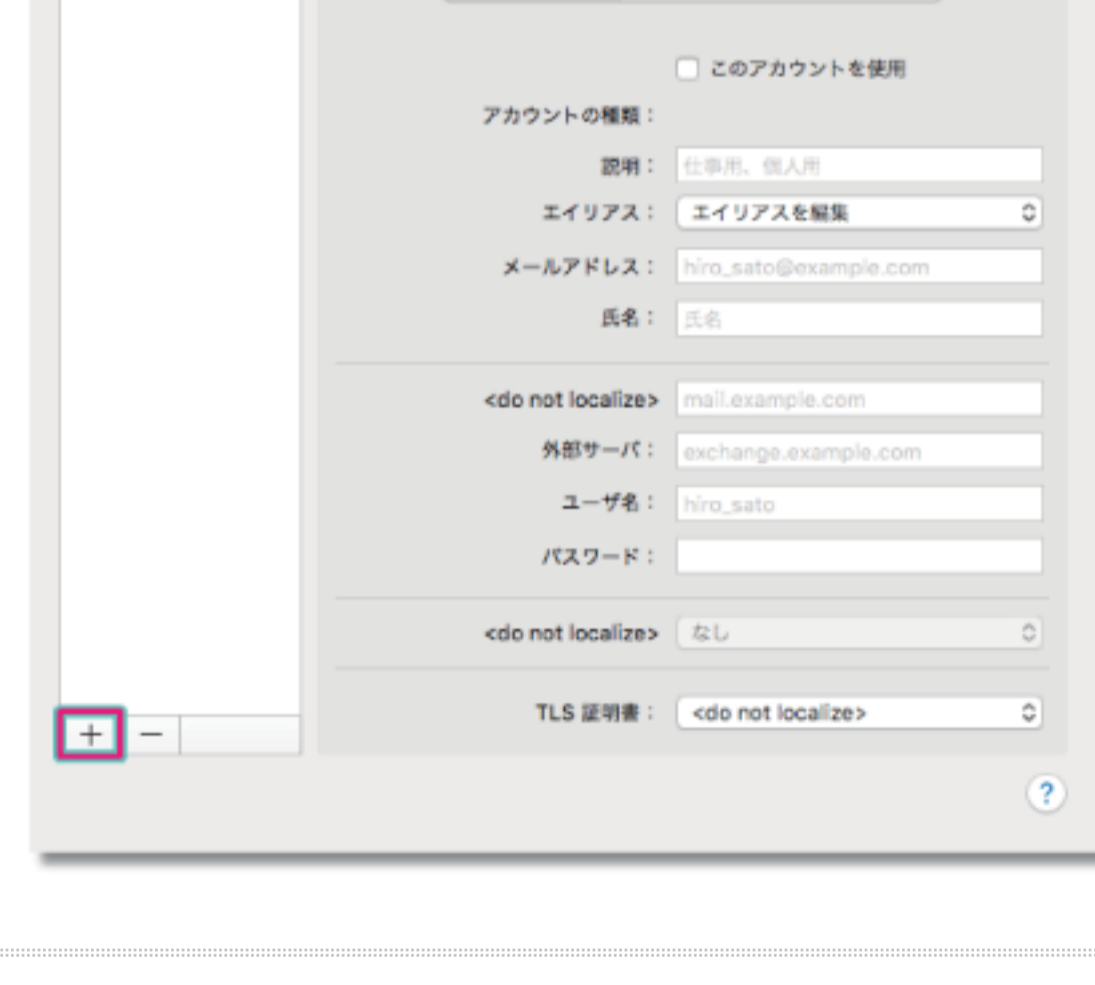 このアカウントを使用
アカウントの種類：
説明： 仕事用、個人用
エイリアス： エイリアスを編集
メールアドレス： hiro_sato@example.com
氏名： 氏名
<do not localize> mail.example.com
外部サーバ： exchange.example.com
ユーザ名： hiro_sato
パスワード：
<do not localize> なし
TLS 証明書： <do not localize>
+ −
?